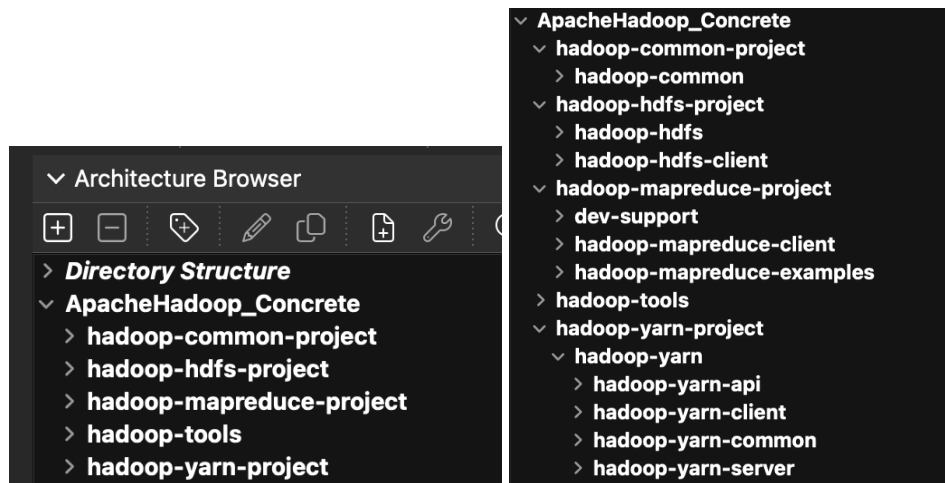 Architecture Browser
Directory Structure
ApacheHadoop_Concrete
hadoop-common-project
hadoop-hdfs-project
hadoop-mapreduce-project
hadoop-tools
hadoop-yarn-project
ApacheHadoop_Concrete
hadoop-common-project
hadoop-common
hadoop-hdfs-project
hadoop-hdfs
hadoop-hdfs-client
hadoop-mapreduce-project
dev-support
hadoop-mapreduce-client
hadoop-mapreduce-examples
hadoop-tools
hadoop-yarn-project
hadoop-yarn
hadoop-yarn-api
hadoop-yarn-client
hadoop-yarn-common
hadoop-yarn-server